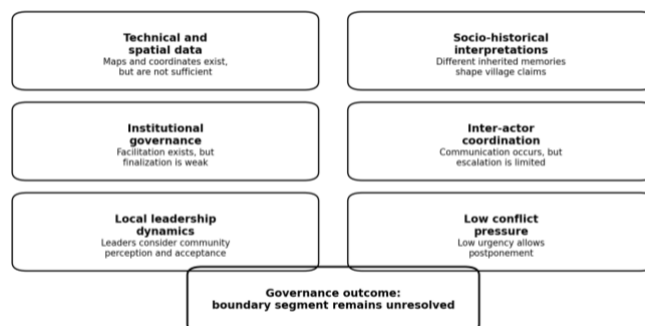 Technical and
spatial data
Maps and coordinates exist,
but are not sufficient
Socio-historical
interpretations
Different inherited memories
shape village claims
Institutional
governance
Facilitation exists, but
finalization is weak
Inter-actor
coordination
Communication occurs, but
escalation is limited
Local leadership
dynamics
Leaders consider community
perception and acceptance
Low conflict
pressure
Low urgency allows
postponement
Governance outcome:
boundary segment remains unresolved